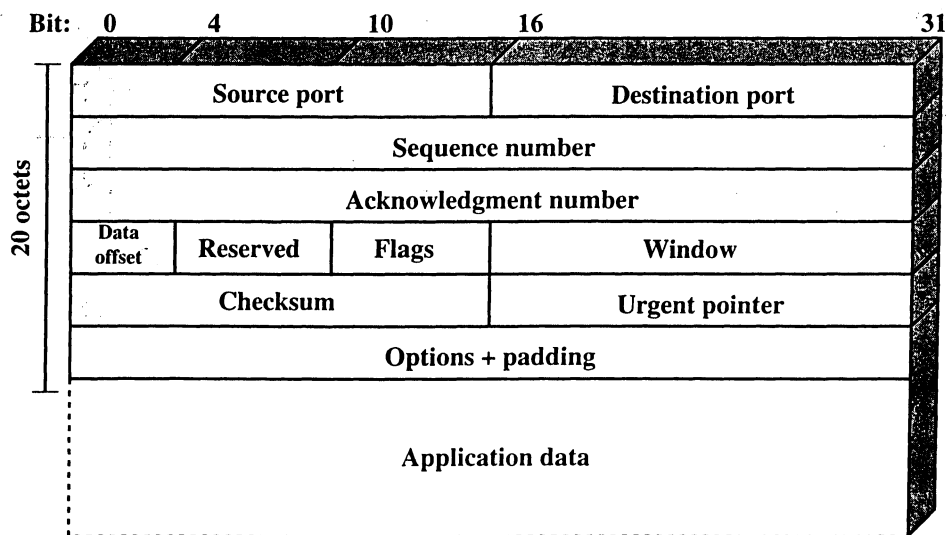 Bit: 0 4 10 16 31
Source port Destination port
Sequence number
Acknowledgment number
20 octets
Data
offset Reserved Flags Window
Checksum Urgent pointer
Options + padding
Application data